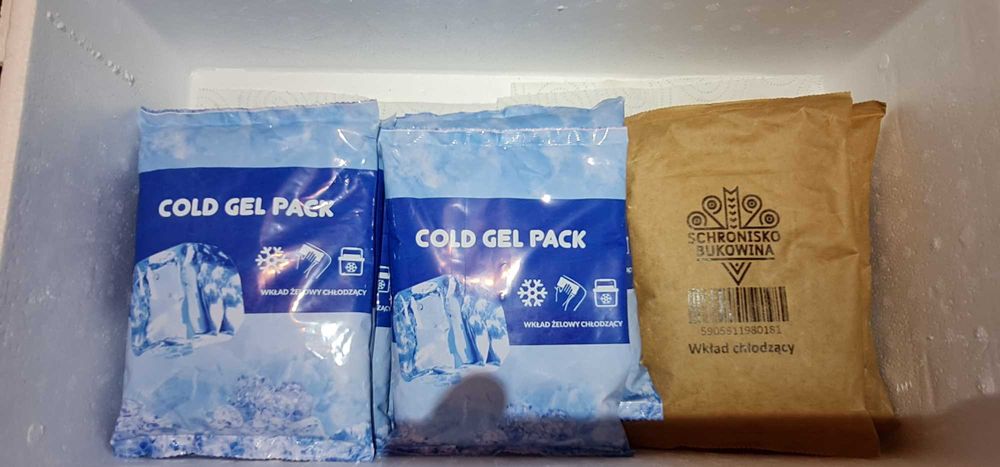 COLD GEL PACK
WKŁAD ŻELOWY CHŁODZĄCY
COLD GEL PACK
WKŁAD ŻELOWY CHŁODZĄCY
SCHRONISKO
BUKOWINA
5905911980181
Wkład chłodzący